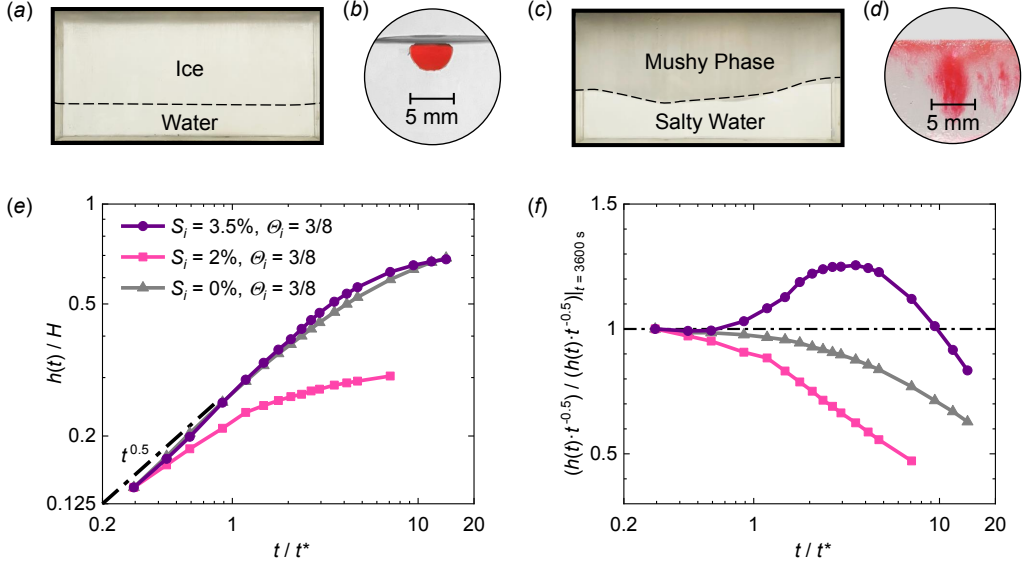 (a)
Ice
Water
(b)
5 mm
(c)
Mushy Phase
Salty Water
(d)
5 mm
(e)
h(t) / H
1
0.5
0.2
0.125
S_i = 3.5%, Θ_i = 3/8
S_i = 2%, Θ_i = 3/8
S_i = 0%, Θ_i = 3/8
t^0.5
0.2
1
10
20
t / t*
(f)
(h(t)·t^-0.5) / (h(t)·t^-0.5)|_t = 3600 s
1.5
1
0.5
0.2
1
10
20
t / t*